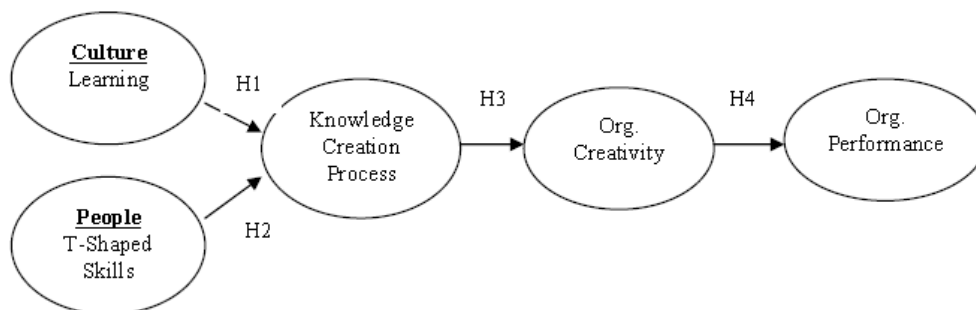 Culture
Learning
H1
Knowledge
Creation
Process
H3
Org.
Creativity
H4
Org.
Performance
People
T-Shaped
Skills
H2